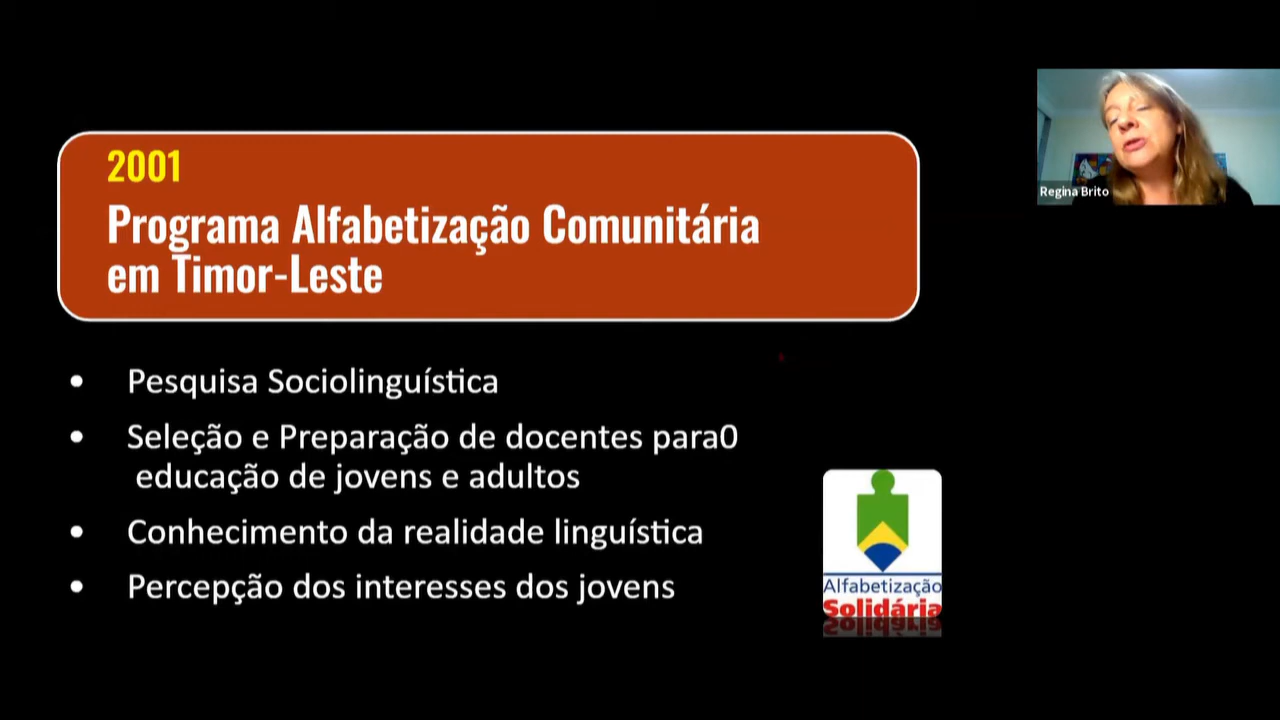 2001
Programa Alfabetização Comunitária
em Timor-Leste
Regina Brito
• Pesquisa Sociolinguística
• Seleção e Preparação de docentes para0
educação de jovens e adultos
• Conhecimento da realidade linguística
• Percepção dos interesses dos jovens
Alfabetização
Solidária